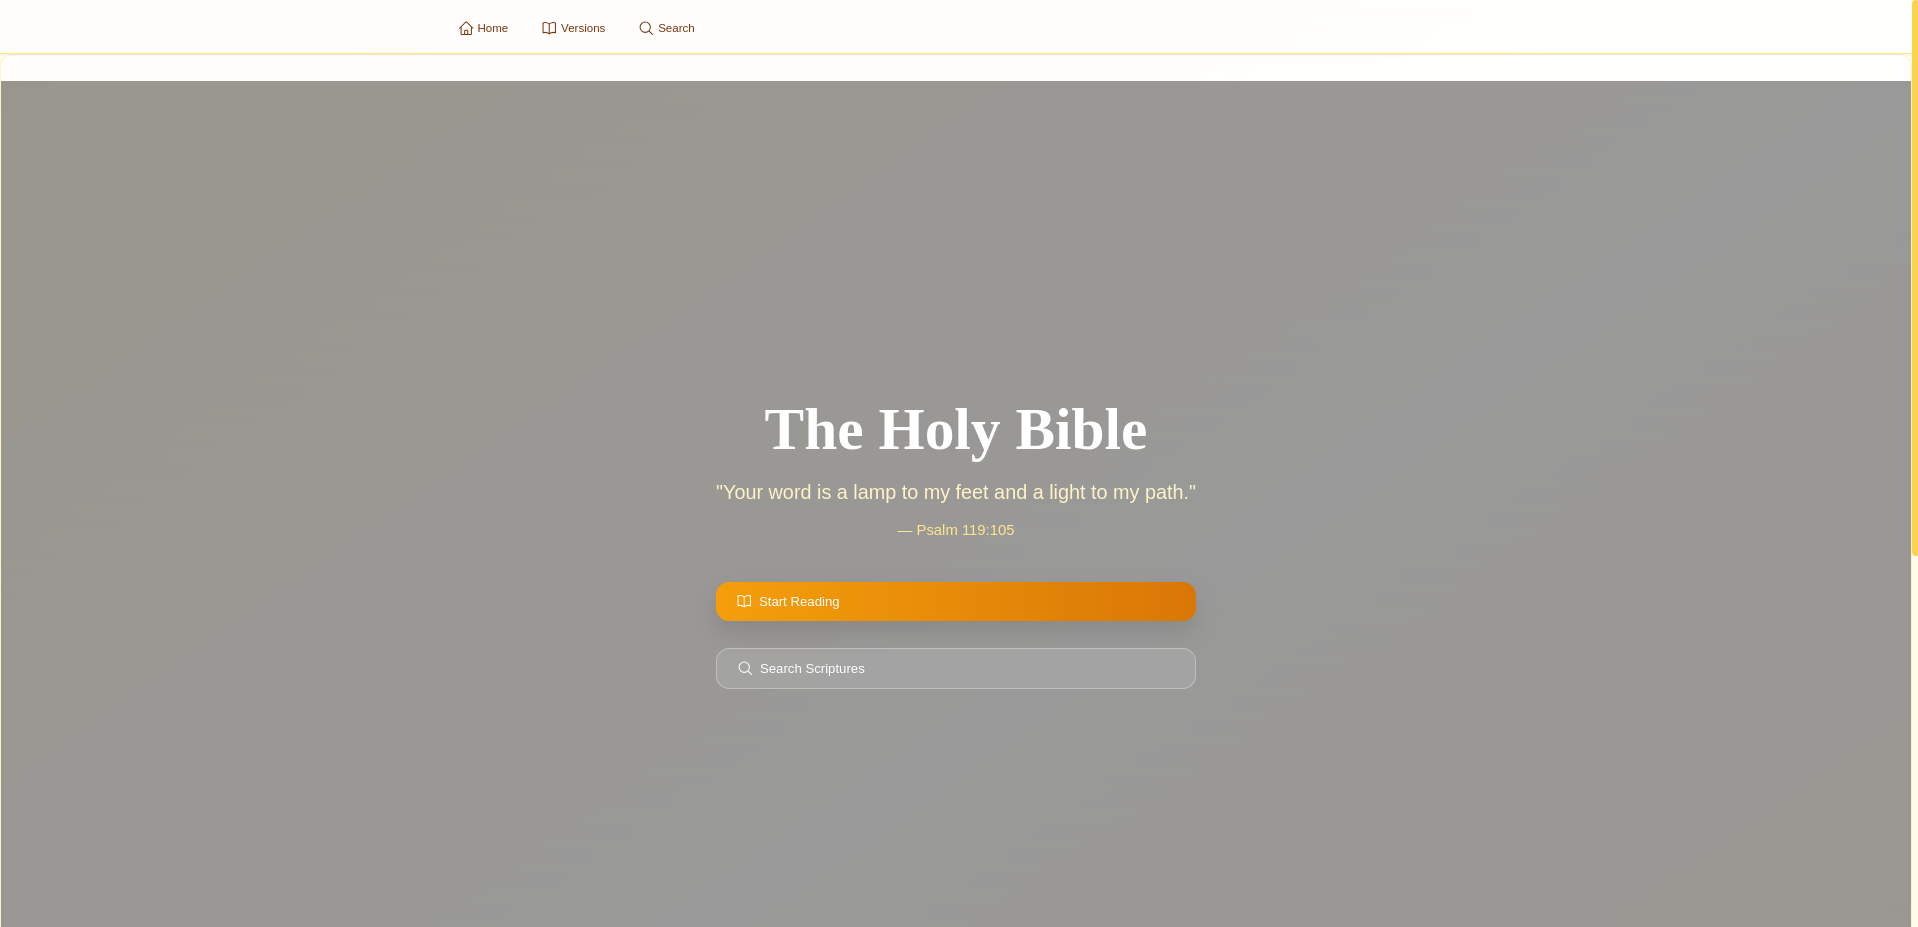 Home
Versions
Search
The Holy Bible
"Your word is a lamp to my feet and a light to my path."
— Psalm 119:105
Start Reading
Search Scriptures